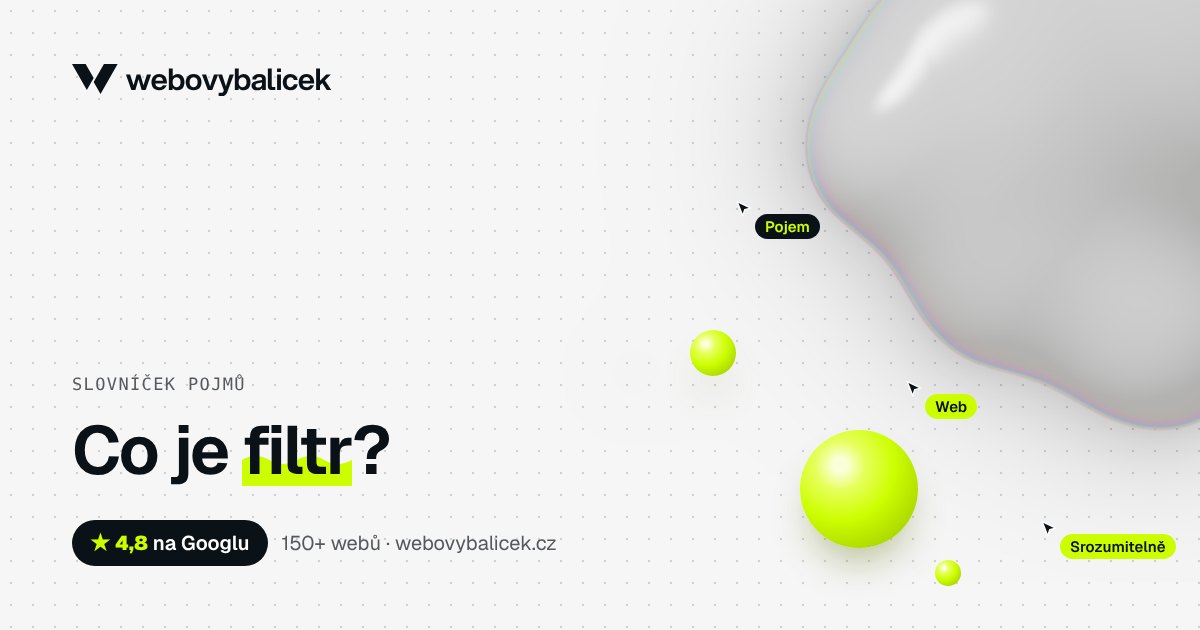 webovybalicek
Pojem
SLOVNÍČEK POJMŮ
Web
Co je filtr?
★ 4,8 na Googlu
150+ webů · webovybalicek.cz
Srozumitelně